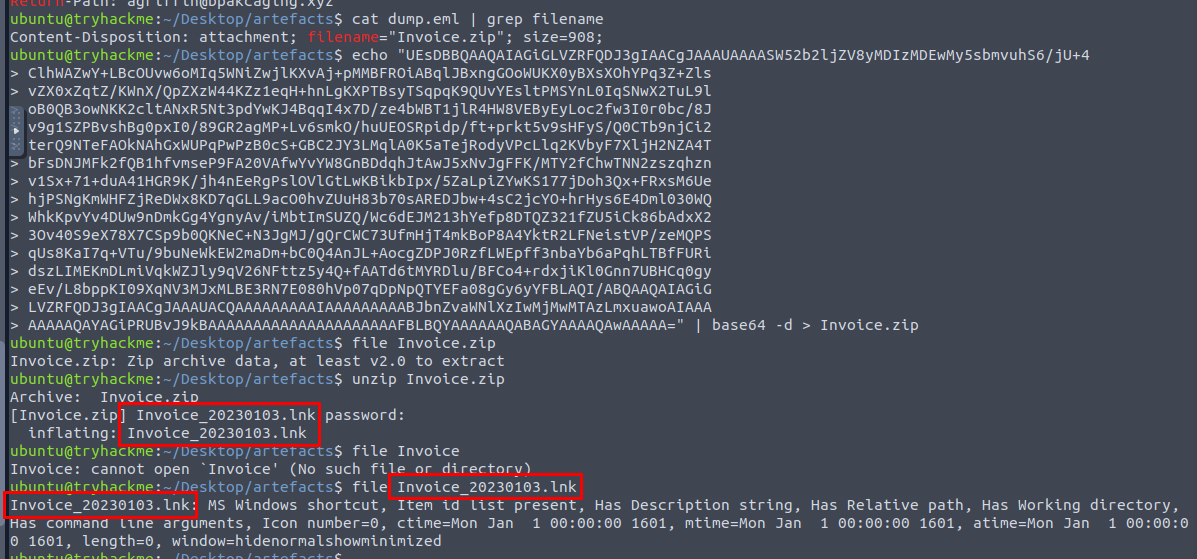 Return-Path: agriffin@bpakcaging.xyz
ubuntu@tryhackme:~/Desktop/artefacts$ cat dump.eml | grep filename
Content-Disposition: attachment; filename="Invoice.zip"; size=908;
ubuntu@tryhackme:~/Desktop/artefacts$ echo "UEsDBBQAAQAIAGiGLVZRFQDJ3gIAACgJAAAUAAAASW52b2ljZV8yMDIzMDEwMy5sbmvuhS6/jU+4
> ClhWAZwY+LBcOUvw6oMIq5WNiZwjlKXvAj+pMMBFROiABqlJBxngGOoWUKX0yBXsXOhYPq3Z+Zls
> vZX0xZqtZ/KWnX/QpZXzW44KZz1eqH+hnLgKXPTBsyTSqpqK9QUvYEsltPMSYnL0IqSNwX2TuL9l
oB0QB3owNKK2cltANxR5Nt3pdYwKJ4BqqI4x7D/ze4bWBT1jlR4HW8VEByEyLoc2fw3I0r0bc/8J
v9g1SZPBvshBg0pxI0/89GR2agMP+Lv6smkO/huUEOSRpidp/ft+prkt5v9sHFyS/Q0CTb9njCi2
terQ9NTeFAOkNAhGxWUPqPwPzB0cS+GBC2JY3LMqlA0K5aTejRodyVPcLlq2KVbyF7XljH2NZA4T
> bFsDNJMFk2fQB1hfvmseP9FA20VAfwYvYW8GnBDdqhJtAwJ5xNvJgFFK/MTY2fChwTNN2zszqhzn
> v1Sx+71+duA41HGR9K/jh4nEeRgPslOVlGtLwKBikbIpx/5ZaLpiZYwKS177jDoh3Qx+FRxsM6Ue
> hjPSNgKmWHFZjReDWx8KD7qGLL9acO0hvZUuH83b70sAREDJbw+4sC2jcYO+hrHys6E4Dml030WQ
> WhkKpvYv4DUw9nDmkGg4YgnyAv/iMbtImSUZQ/Wc6dEJM213hYefp8DTQZ321fZU5iCk86bAdxX2
> 3Ov40S9eX78X7CSp9b0QKNeC+N3JgMJ/gQrCWC73UfmHjT4mkBoP8A4YktR2LFNeistVP/zeMQPS
> qUs8KaI7q+VTu/9buNeWkEW2maDm+bC0Q4AnJL+AocgZDPJ0RzfLWEpff3nbaYb6aPqhLTBfFURi
> dszLIMEKmDLmiVqkWZJly9qV26NFttz5y4Q+fAATd6tMYRDlu/BFCo4+rdxjiKl0Gnn7UBHCq0gy
> eEv/L8bppKI09XqNV3MJxMLBE3RN7E080hVp07qDpNpQTYEFa08gGy6yYFBLAQI/ABQAAQAIAGiG
> LVZRFQDJ3gIAACgJAAAUACQAAAAAAAAAIAAAAAAAAABJbnZvaWNlXzIwMjMwMTAzLmxuawoAIAAA
> AAAAAQAYAGiPRUBvJ9kBAAAAAAAAAAAAAAAAAAAAAFBLBQYAAAAAAQABAGYAAAAQAwAAAAA=" | base64 -d > Invoice.zip
ubuntu@tryhackme:~/Desktop/artefacts$ file Invoice.zip
Invoice.zip: Zip archive data, at least v2.0 to extract
ubuntu@tryhackme:~/Desktop/artefacts$ unzip Invoice.zip
Archive:  Invoice.zip
[Invoice.zip] Invoice_20230103.lnk password:
  inflating: Invoice_20230103.lnk
ubuntu@tryhackme:~/Desktop/artefacts$ file Invoice
Invoice: cannot open `Invoice' (No such file or directory)
ubuntu@tryhackme:~/Desktop/artefacts$ file Invoice_20230103.lnk
Invoice_20230103.lnk: MS Windows shortcut, Item id list present, Has Description string, Has Relative path, Has Working directory,
Has command line arguments, Icon number=0, ctime=Mon Jan  1 00:00:00 1601, mtime=Mon Jan  1 00:00:00 1601, atime=Mon Jan  1 00:00:0
0 1601, length=0, window=hidenormalshowminimized
ubuntu@tryhackme:~/Desktop/artefacts$